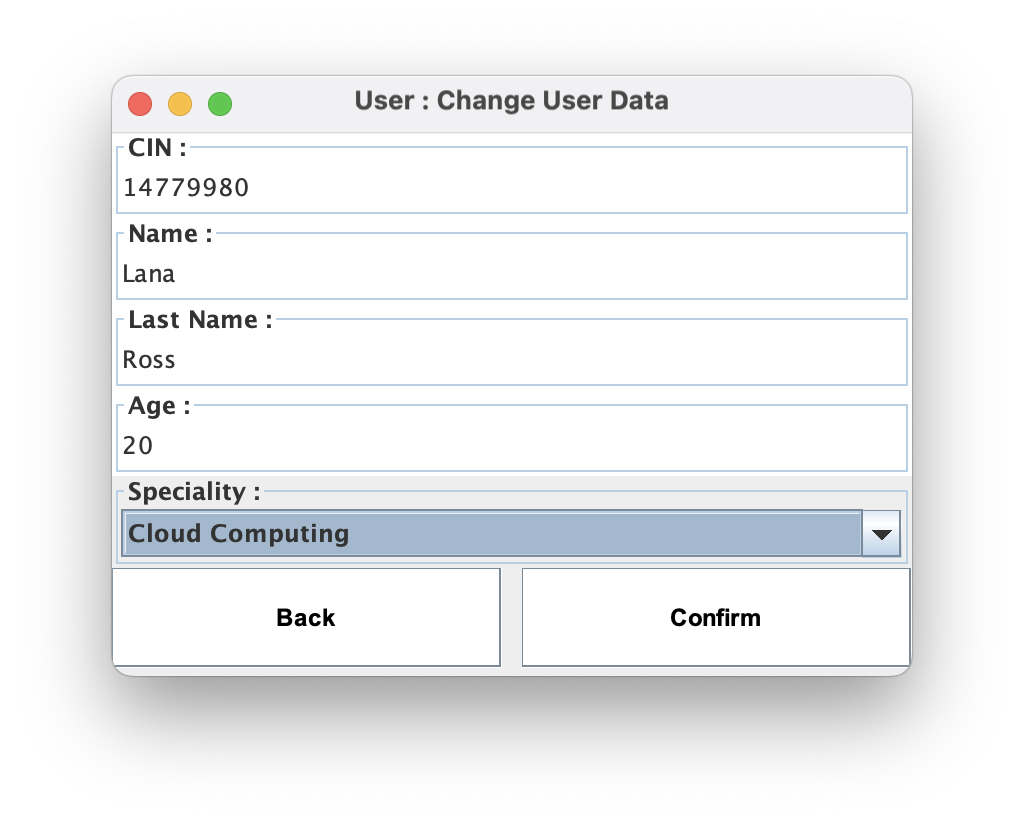 User : Change User Data
CIN :
14779980
Name :
Lana
Last Name :
Ross
Age :
20
Speciality :
Cloud Computing
Back
Confirm